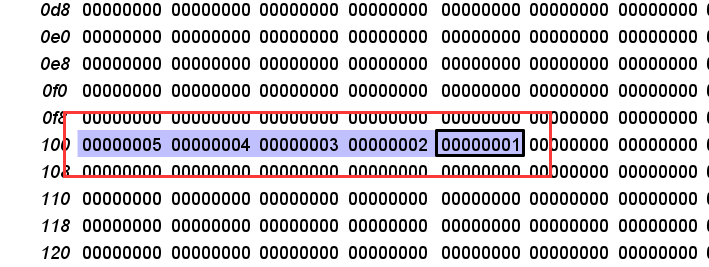 0d8 00000000 00000000 00000000 00000000 00000000 00000000 00000000
0e0 00000000 00000000 00000000 00000000 00000000 00000000 00000000
0e8 00000000 00000000 00000000 00000000 00000000 00000000 00000000
0f0 00000000 00000000 00000000 00000000 00000000 00000000 00000000
0f8 00000000 00000000 00000000 00000000 00000000 00000000 00000000
100 00000005 00000004 00000003 00000002 00000001 00000000 00000000
108 00000000 00000000 00000000 00000000 00000000 00000000 00000000
110 00000000 00000000 00000000 00000000 00000000 00000000 00000000
118 00000000 00000000 00000000 00000000 00000000 00000000 00000000
120 00000000 00000000 00000000 00000000 00000000 00000000 00000000